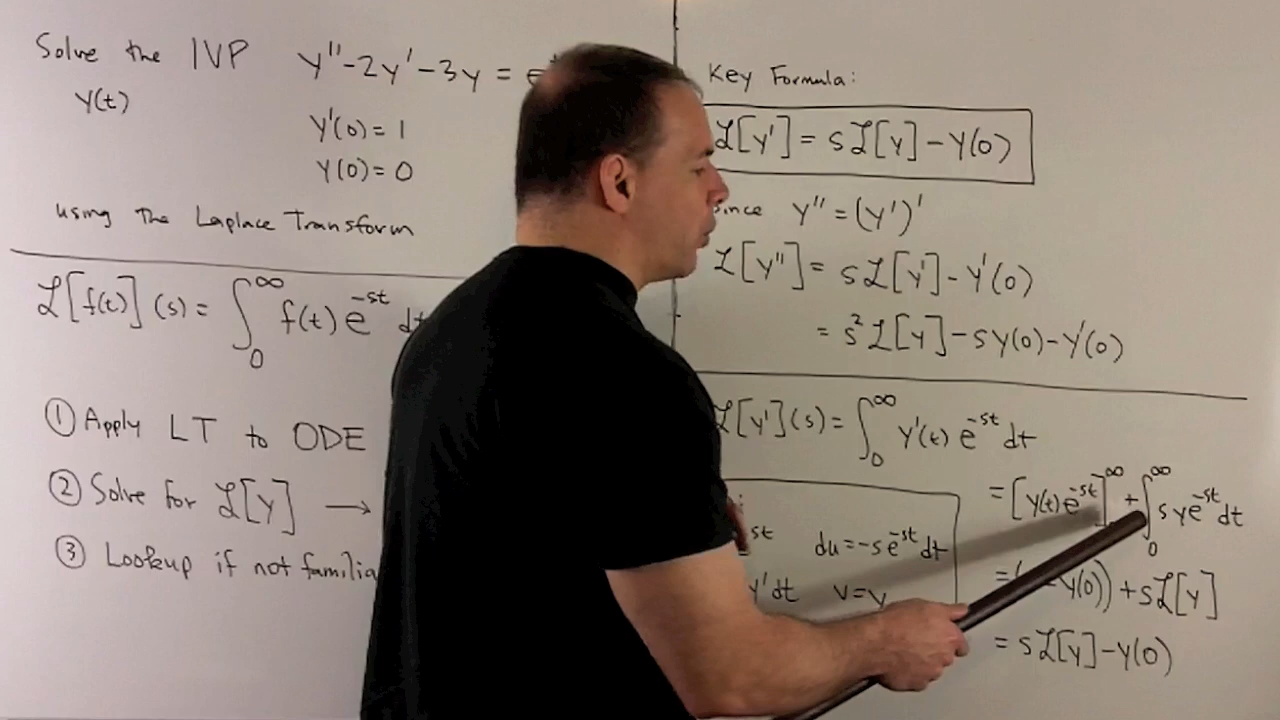 Solve the IVP y''-2y'-3y = e
y(t)
y'(0) = 1
y(0) = 0
using the Laplace Transform
ℒ[f(t)](s) = ∫₀^∞ f(t) e^{-st} dt
① Apply LT to ODE
② Solve for ℒ[y] →
③ Lookup if not familia
Key Formula:
ℒ[y'] = sℒ[y] - y(0)
since y'' = (y')'
ℒ[y''] = sℒ[y'] - y'(0)
= s²ℒ[y] - sy(0) - y'(0)
ℒ[y'](s) = ∫₀^∞ y'(t) e^{-st} dt
= [y(t)e^{-st}]^∞ + ∫₀^∞ s y e^{-st} dt
st du = -se^{-st} dt
y'dt v = y
= ( - y(0)) + sℒ[y]
= sℒ[y] - y(0)